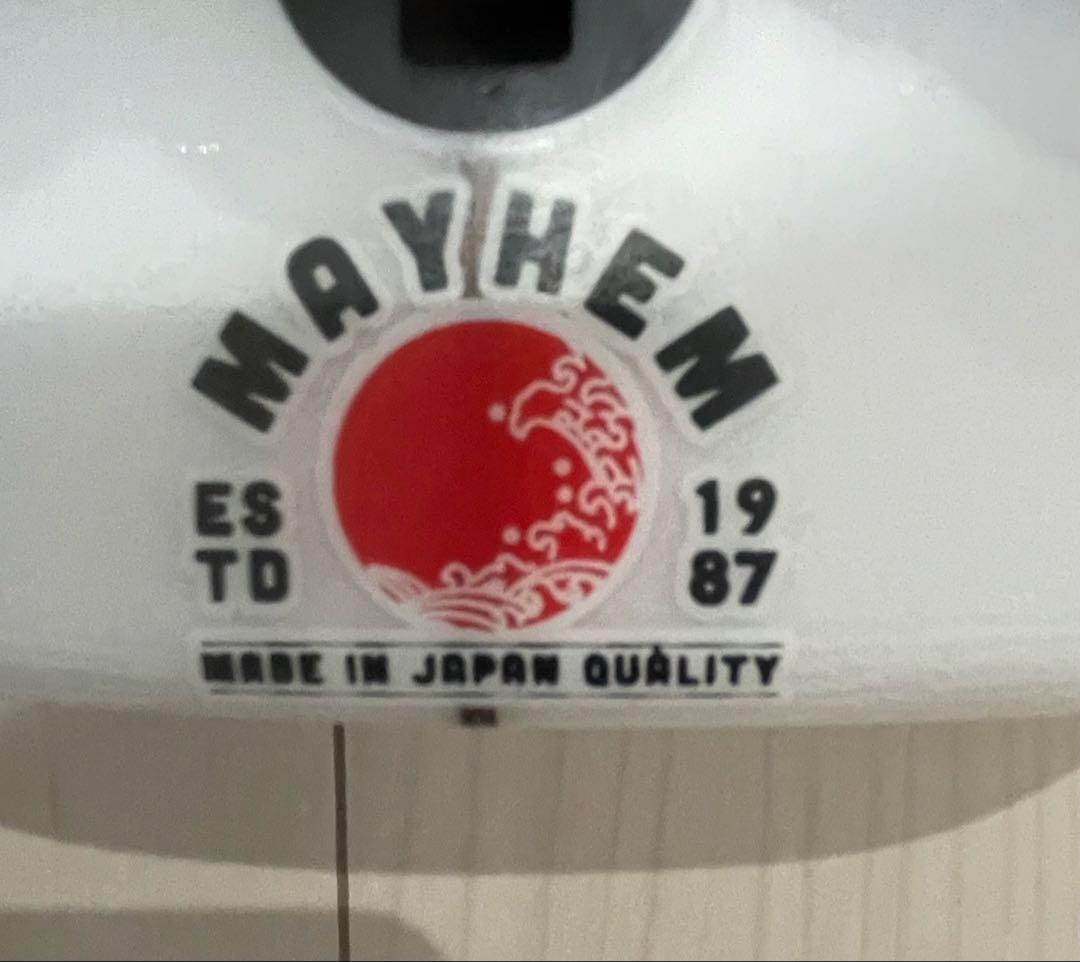 MAYHEM
ES 19
TD 87
MADE IN JAPAN QUALITY